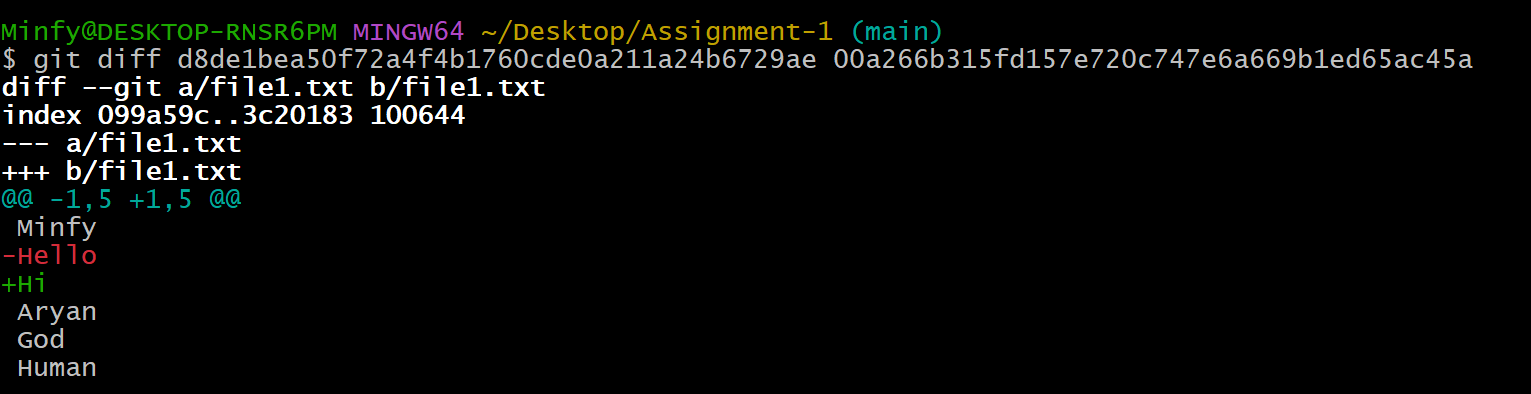 Minfy@DESKTOP-RNSR6PM MINGW64 ~/Desktop/Assignment-1 (main)
$ git diff d8de1bea50f72a4f4b1760cde0a211a24b6729ae 00a266b315fd157e720c747e6a669b1ed65ac45a
diff --git a/file1.txt b/file1.txt
index 099a59c..3c20183 100644
--- a/file1.txt
+++ b/file1.txt
@@ -1,5 +1,5 @@
 Minfy
-Hello
+Hi
 Aryan
 God
 Human